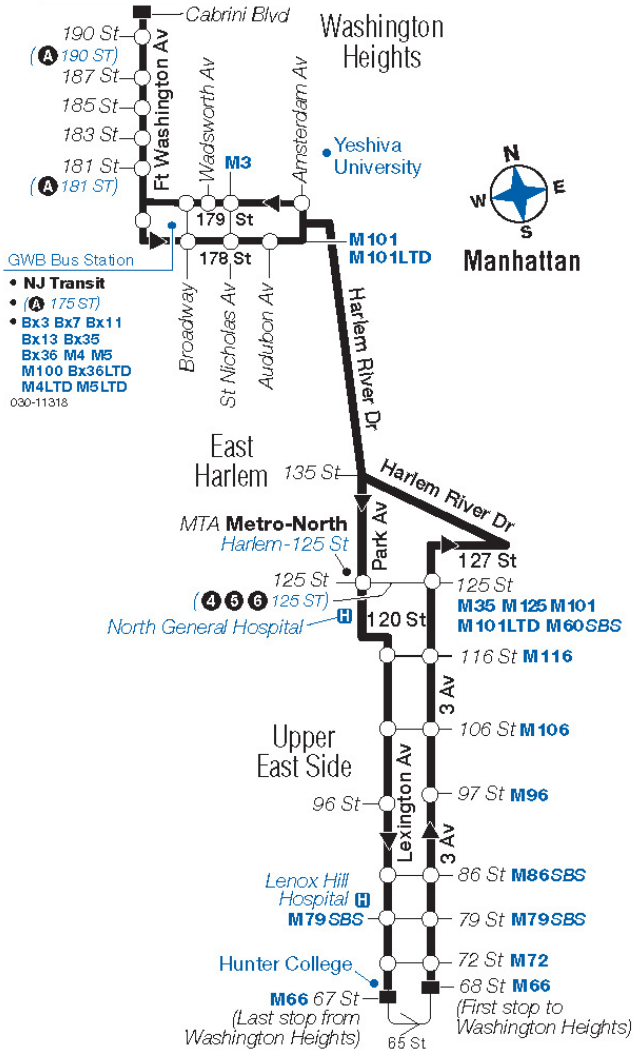 Cabrini Blvd
Washington
Heights
190 St
(A 190 ST)
187 St
185 St
183 St
181 St
(A 181 ST)
Ft Washington Av
Wadsworth Av
M3
Amsterdam Av
Yeshiva
University
N
W E
S
Manhattan
179 St
178 St
GWB Bus Station
• NJ Transit
• (A 175 ST)
• Bx3 Bx7 Bx11
Bx13 Bx35
Bx36 M4 M5
M100 Bx36LTD
M4LTD M5LTD
030-11318
Broadway
St Nicholas Av
Audubon Av
M101
M101LTD
Harlem River Dr
East
Harlem
135 St
Harlem River Dr
MTA Metro-North
Harlem-125 St
Park Av
127 St
125 St
(4 5 6 125 ST)
125 St
M35 M125 M101
M101LTD M60SBS
North General Hospital H
120 St
116 St M116
3 Av
106 St M106
Upper
East Side
Lexington Av
96 St
97 St M96
3 Av
86 St M86SBS
Lenox Hill
Hospital H
M79SBS
79 St M79SBS
72 St M72
Hunter College
M66 67 St
(Last stop from
Washington Heights)
68 St M66
(First stop to
Washington Heights)
65 St